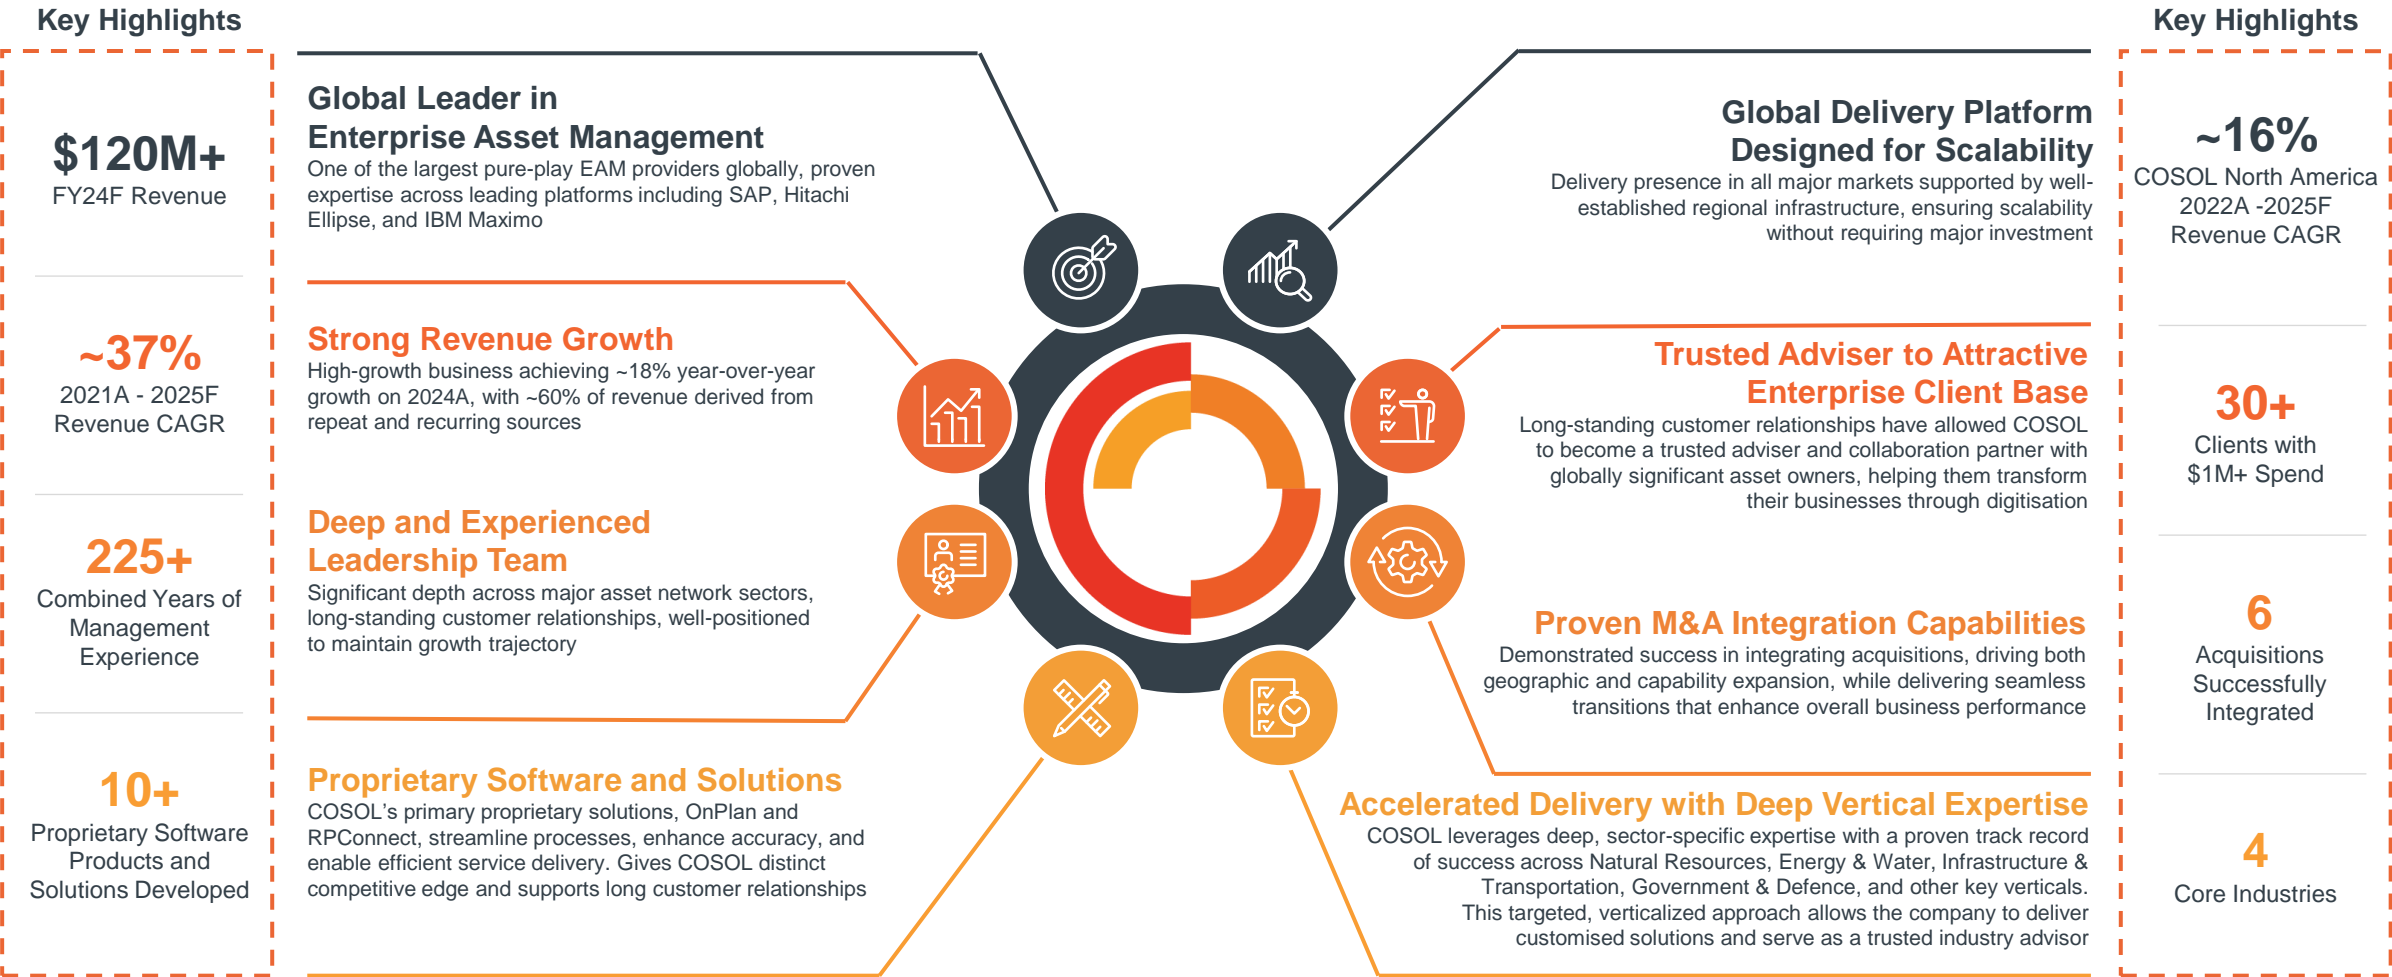 Key Highlights
$120M+
FY24F Revenue
~37%
2021A - 2025F
Revenue CAGR
225+
Combined Years of
Management
Experience
10+
Proprietary Software
Products and
Solutions Developed
Global Leader in
Enterprise Asset Management
One of the largest pure-play EAM providers globally, proven
expertise across leading platforms including SAP, Hitachi
Ellipse, and IBM Maximo
Strong Revenue Growth
High-growth business achieving ~18% year-over-year
growth on 2024A, with ~60% of revenue derived from
repeat and recurring sources
Deep and Experienced
Leadership Team
Significant depth across major asset network sectors,
long-standing customer relationships, well-positioned
to maintain growth trajectory
Proprietary Software and Solutions
COSOL's primary proprietary solutions, OnPlan and
RPConnect, streamline processes, enhance accuracy, and
enable efficient service delivery. Gives COSOL distinct
competitive edge and supports long customer relationships
Global Delivery Platform
Designed for Scalability
Delivery presence in all major markets supported by well-
established regional infrastructure, ensuring scalability
without requiring major investment
Trusted Adviser to Attractive
Enterprise Client Base
Long-standing customer relationships have allowed COSOL
to become a trusted adviser and collaboration partner with
globally significant asset owners, helping them transform
their businesses through digitisation
Proven M&A Integration Capabilities
Demonstrated success in integrating acquisitions, driving both
geographic and capability expansion, while delivering seamless
transitions that enhance overall business performance
Accelerated Delivery with Deep Vertical Expertise
COSOL leverages deep, sector-specific expertise with a proven track record
of success across Natural Resources, Energy & Water, Infrastructure &
Transportation, Government & Defence, and other key verticals.
This targeted, verticalized approach allows the company to deliver
customised solutions and serve as a trusted industry advisor
Key Highlights
~16%
COSOL North America
2022A -2025F
Revenue CAGR
30+
Clients with
$1M+ Spend
6
Acquisitions
Successfully
Integrated
4
Core Industries